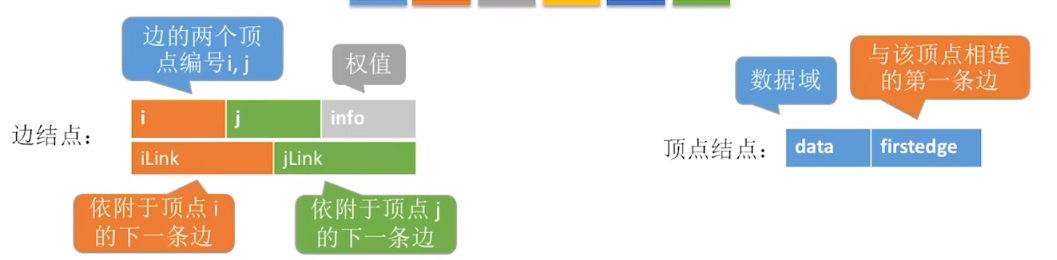 边的两个顶
点编号i, j
权值
边结点：
i
j
info
iLink
jLink
依附于顶点 i
的下一条边
依附于顶点 j
的下一条边
数据域
与该顶点相连
的第一条边
顶点结点：
data
firstedge